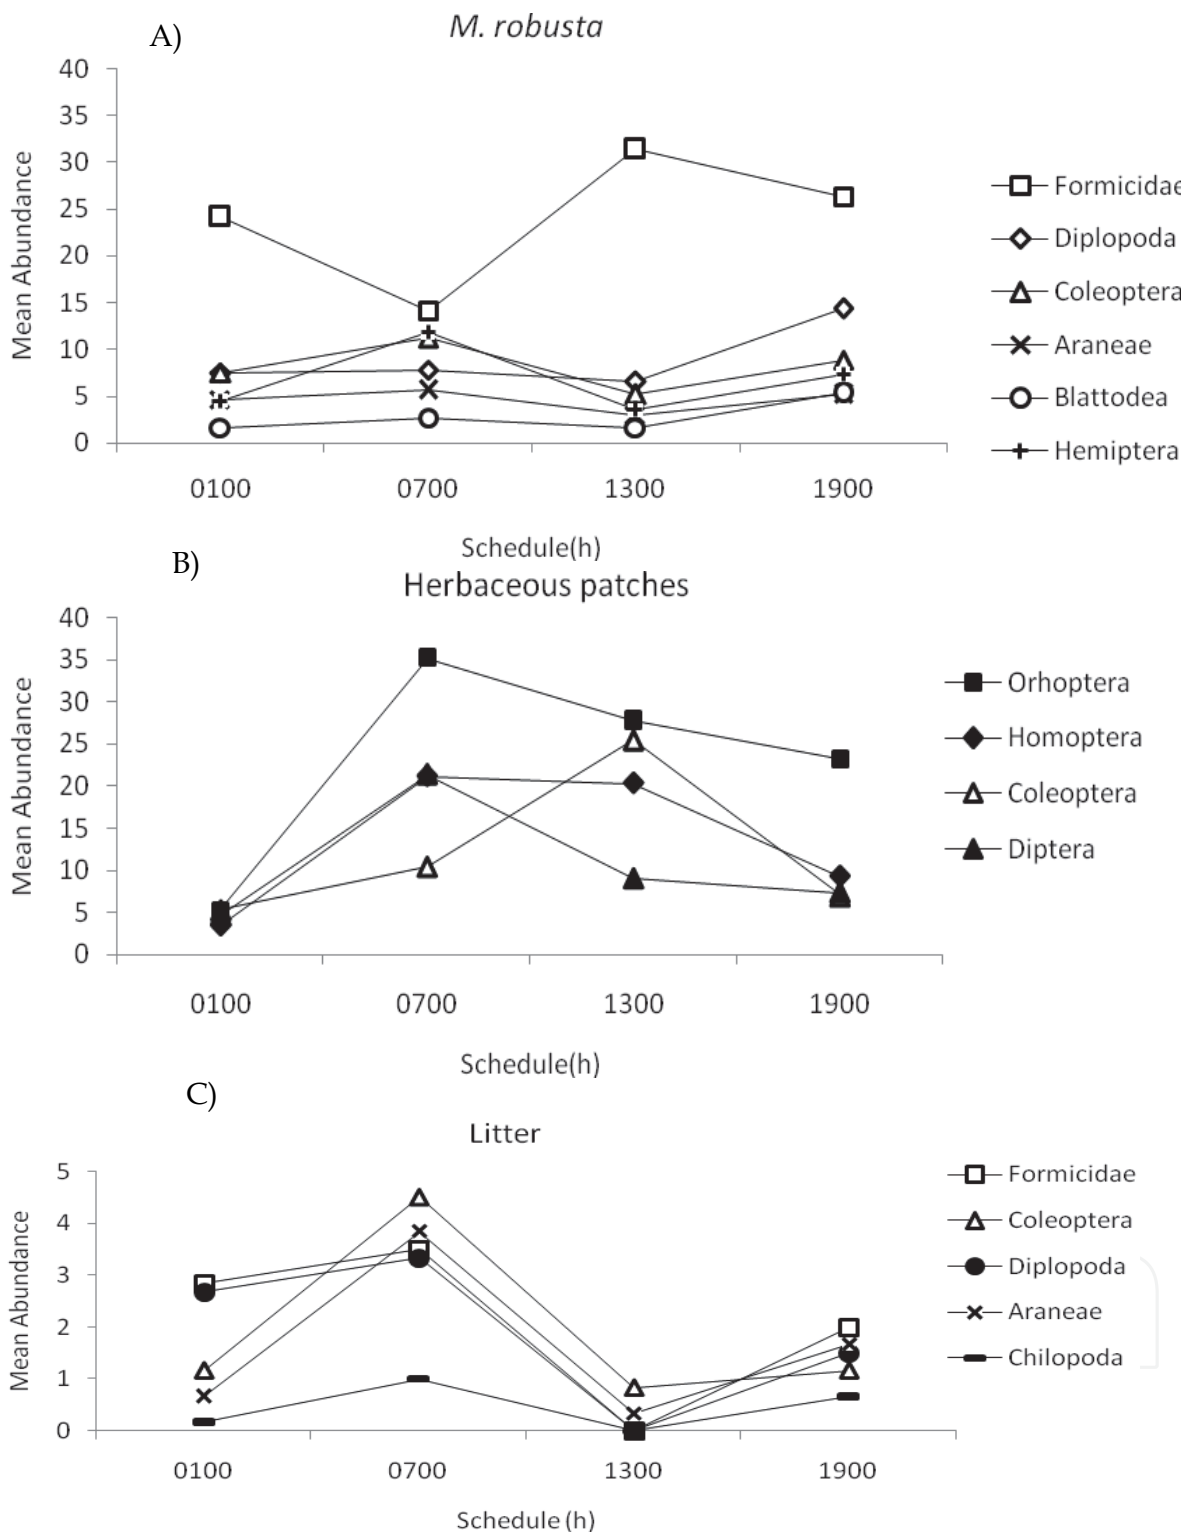 A)
M. robusta
Mean Abundance
40
35
30
25
20
15
10
5
0
0100 0700 1300 1900
Schedule(h)
Formicidae
Diplopoda
Coleoptera
Araneae
Blattodea
Hemiptera
B)
Herbaceous patches
Mean Abundance
40
35
30
25
20
15
10
5
0
0100 0700 1300 1900
Schedule(h)
Orhoptera
Homoptera
Coleoptera
Diptera
C)
Litter
Mean Abundance
5
4
3
2
1
0
0100 0700 1300 1900
Schedule (h)
Formicidae
Coleoptera
Diplopoda
Araneae
Chilopoda